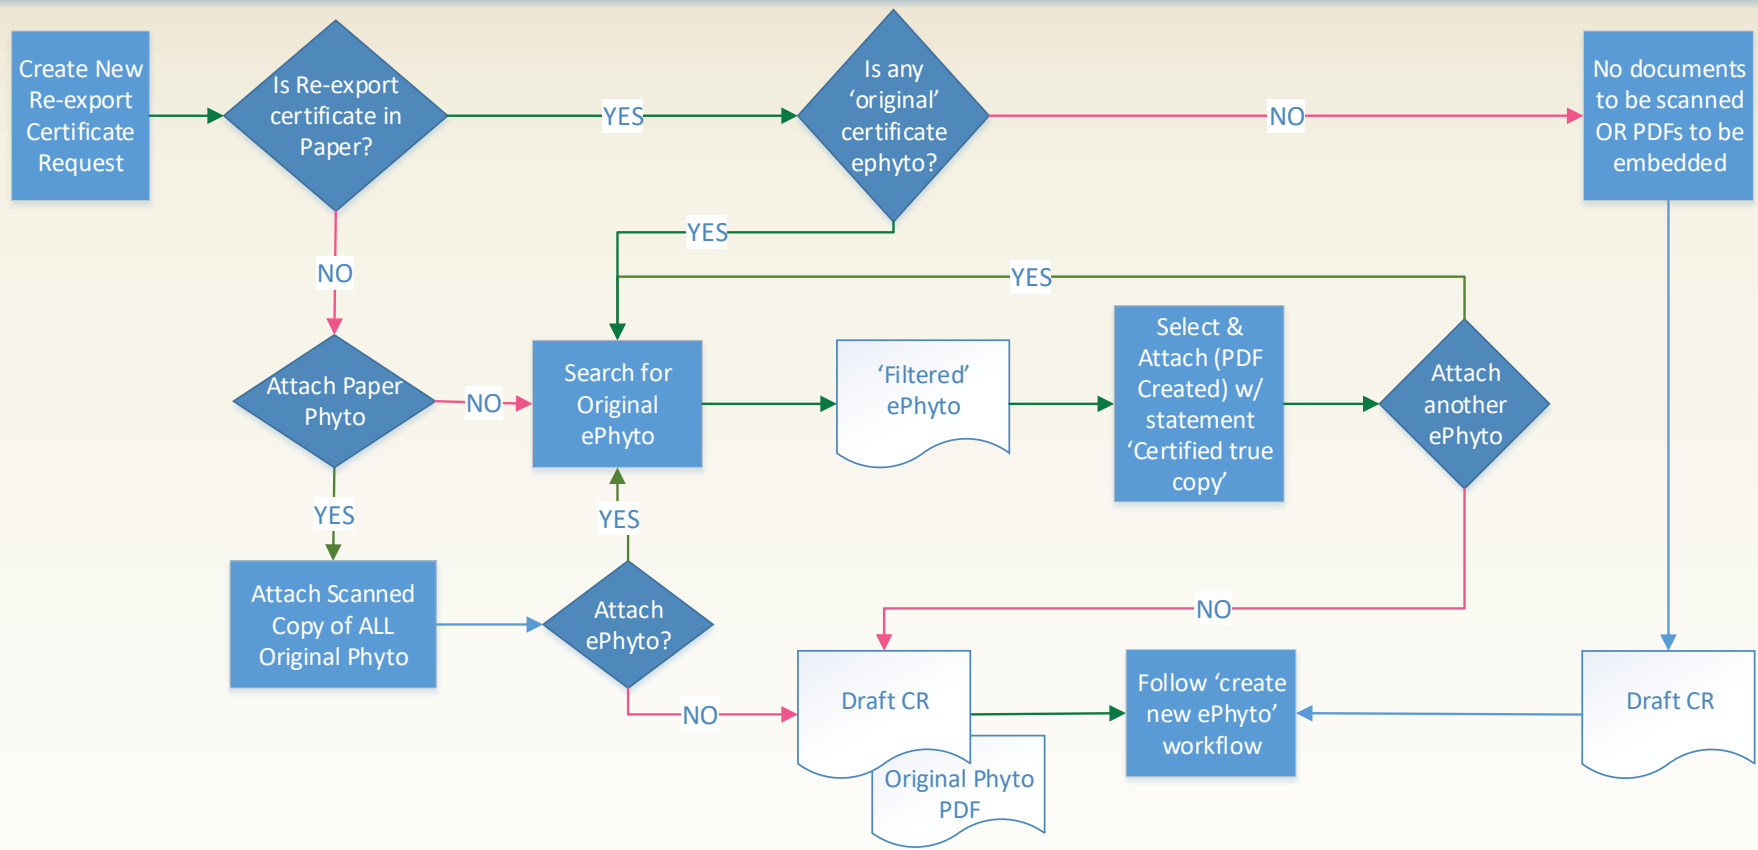 Create New
Re-export
Certificate
Request
Is Re-export
certificate in
Paper?
YES
Is any
‘original’
certificate
ephyto?
NO
No documents
to be scanned
OR PDFs to be
embedded
YES
NO
YES
Attach Paper
Phyto
NO
Search for
Original
ePhyto
‘Filtered’
ePhyto
Select &
Attach (PDF
Created) w/
statement
‘Certified true
copy’
Attach
another
ePhyto
YES
YES
Attach Scanned
Copy of ALL
Original Phyto
Attach
ePhyto?
NO
NO
Draft CR
Original Phyto
PDF
Follow ‘create
new ePhyto’
workflow
Draft CR